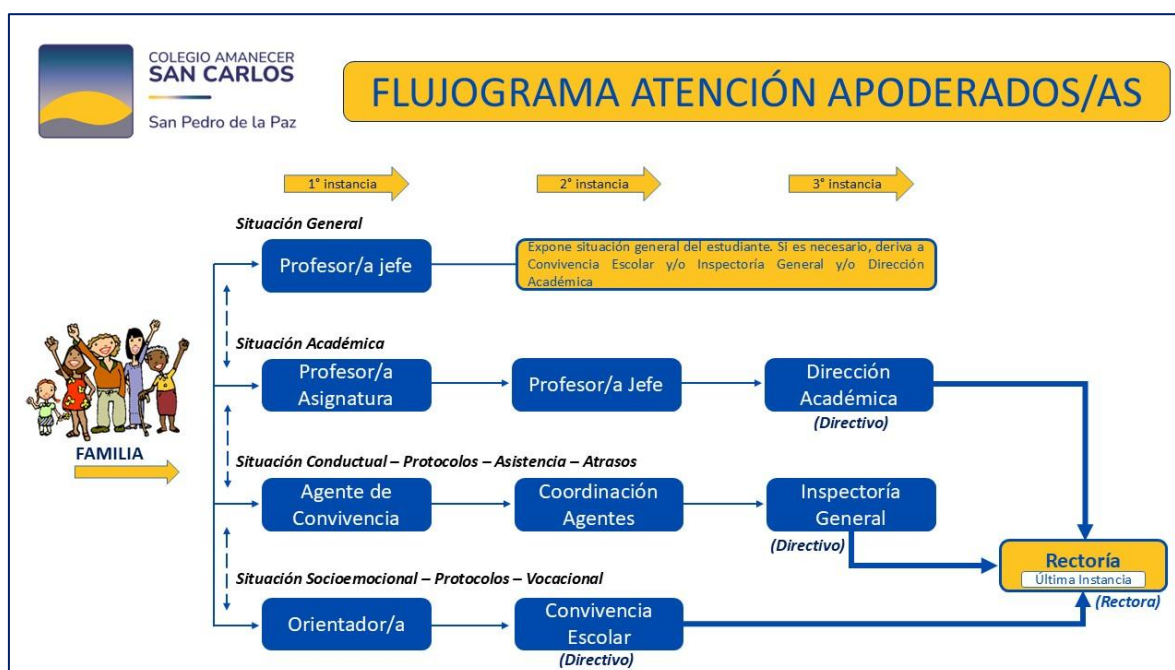 COLEGIO AMANECER
SAN CARLOS
San Pedro de la Paz
FLUJOGRAMA ATENCIÓN APODERADOS/AS
1° instancia
2° instancia
3° instancia
Situación General
Profesor/a jefe
Expone situación general del estudiante. Si es necesario, deriva a
Convivencia Escolar y/o Inspectoría General y/o Dirección
Académica
Situación Académica
Profesor/a
Asignatura
Profesor/a Jefe
Dirección
Académica
(Directivo)
FAMILIA
Situación Conductual – Protocolos – Asistencia – Atrasos
Agente de
Convivencia
Coordinación
Agentes
Inspectoría
General
(Directivo)
Rectoría
Última Instancia
(Rectora)
Situación Socioemocional – Protocolos – Vocacional
Orientador/a
Convivencia
Escolar
(Directivo)